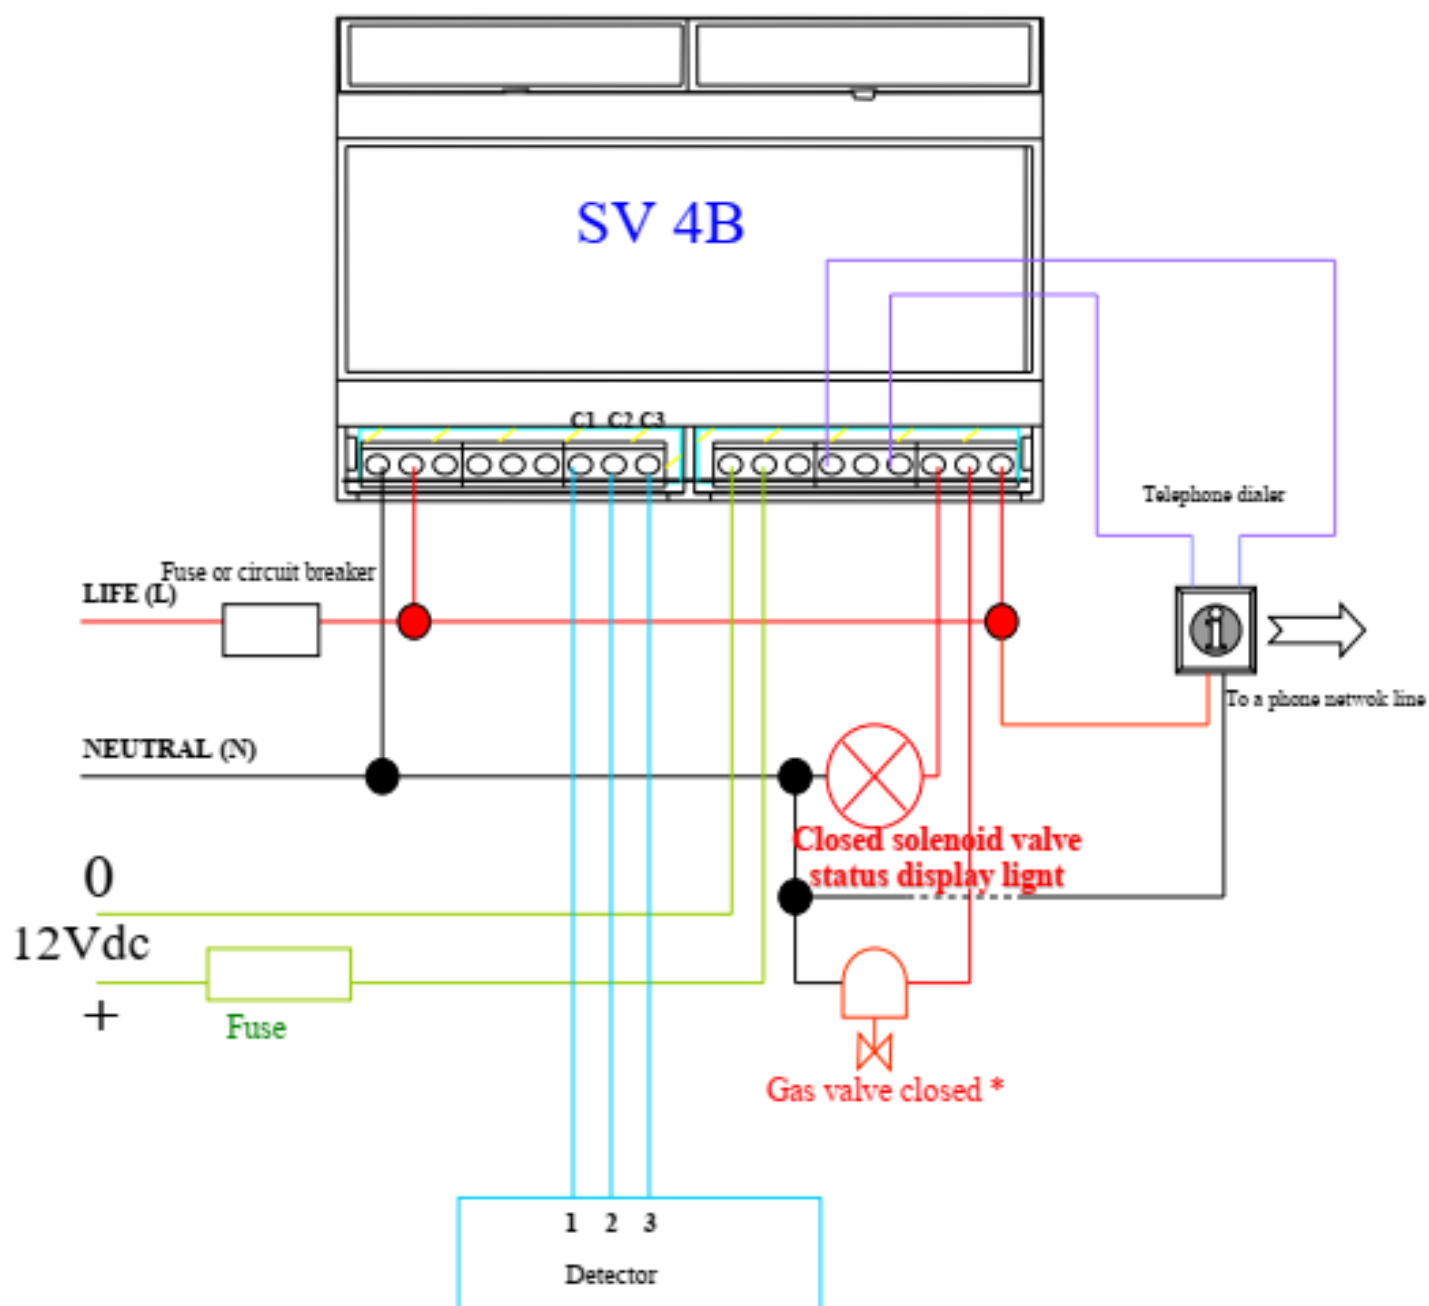 SV 4B
C1 C2 C3
Telephone dialer
Fuse or circuit breaker
LIFE (L)
To a phone netwok line
NEUTRAL (N)
Closed solenoid valve
status display lignt
0
12Vdc
+
Fuse
Gas valve closed *
1 2 3
Detector